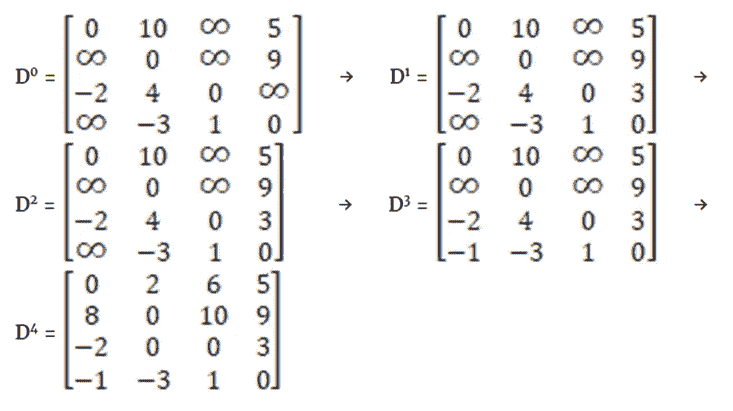 D⁰ = [ 0 10 ∞ 5 → D¹ = [ 0 10 ∞ 5
∞ 0 ∞ 9 ∞ 0 ∞ 9
−2 4 0 ∞ −2 4 0 3
∞ −3 1 0 ] ∞ −3 1 0 ] →
D² = [ 0 10 ∞ 5 → D³ = [ 0 10 ∞ 5
∞ 0 ∞ 9 ∞ 0 ∞ 9
−2 4 0 3 −2 4 0 3
∞ −3 1 0 ] −1 −3 1 0 ] →
D⁴ = [ 0 2 6 5
8 0 10 9
−2 0 0 3
−1 −3 1 0 ]